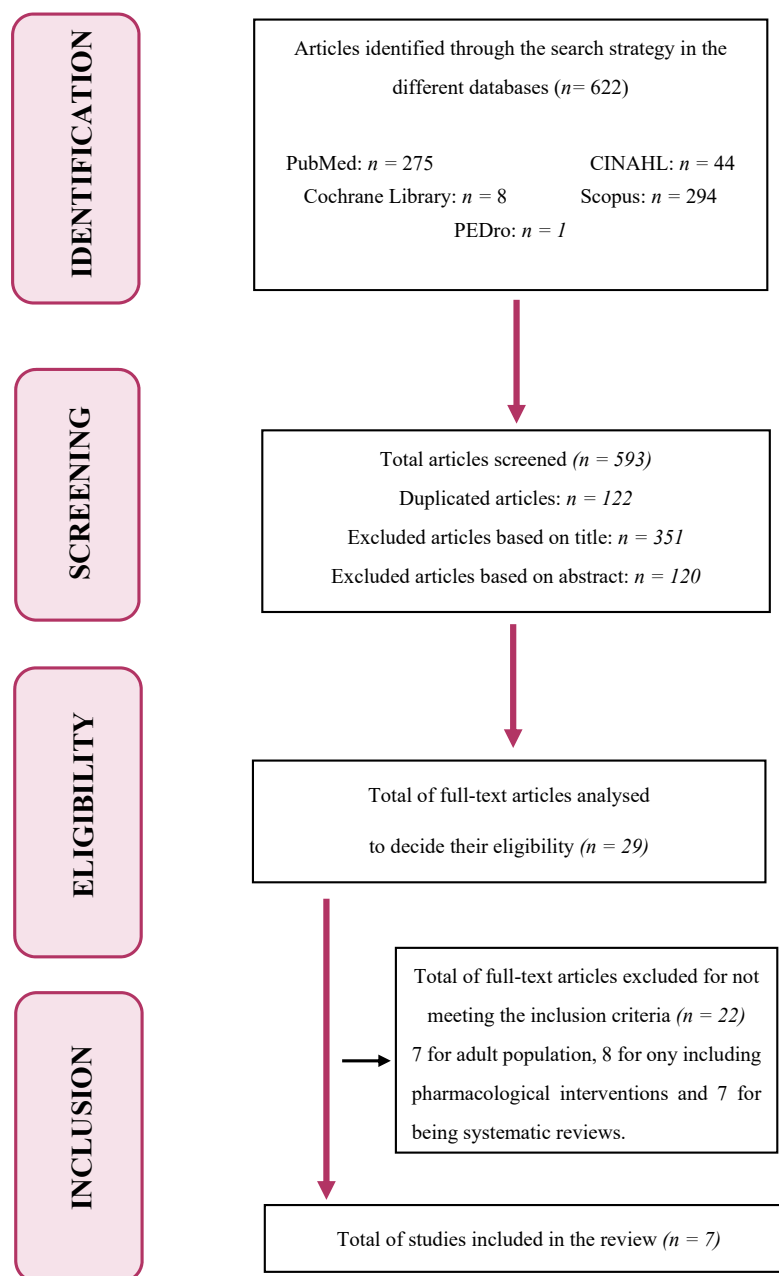 IDENTIFICATION
Articles identified through the search strategy in the
different databases (n= 622)
PubMed: n = 275 CINAHL: n = 44
Cochrane Library: n = 8 Scopus: n = 294
PEDro: n = 1
SCREENING
Total articles screened (n = 593)
Duplicated articles: n = 122
Excluded articles based on title: n = 351
Excluded articles based on abstract: n = 120
ELIGIBILITY
Total of full-text articles analysed
to decide their eligibility (n = 29)
INCLUSION
Total of full-text articles excluded for not
meeting the inclusion criteria (n = 22)
7 for adult population, 8 for ony including
pharmacological interventions and 7 for
being systematic reviews.
Total of studies included in the review (n = 7)